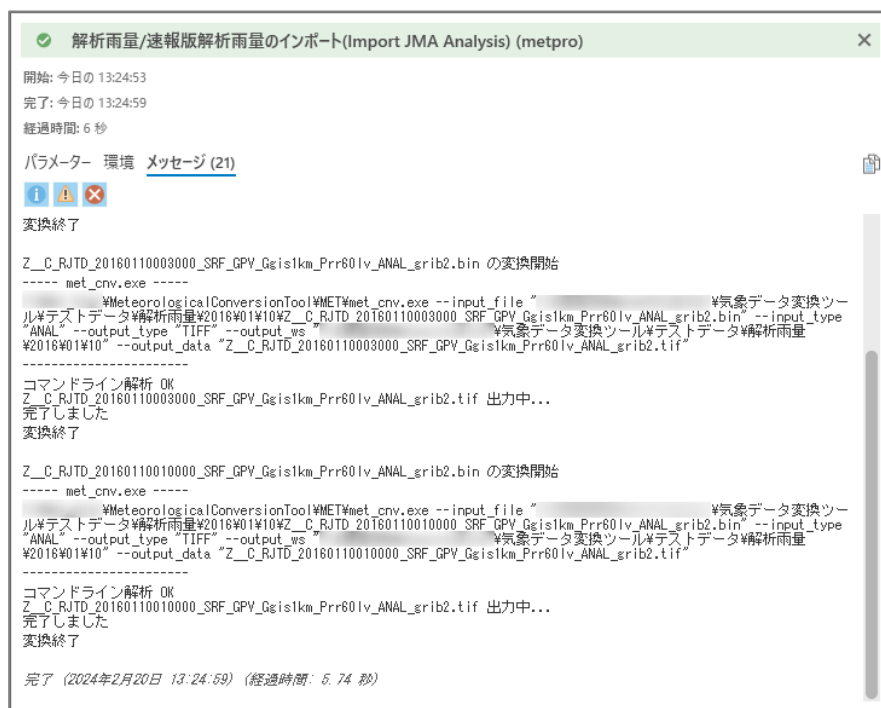 解析雨量/速報版解析雨量のインポート(Import JMA Analysis) (metpro)
開始: 今日の 13:24:53
完了: 今日の 13:24:59
経過時間: 6 秒
パラメーター 環境 メッセージ (21)
変換終了
Z__C_RJTD_20160110003000_SRF_GPV_Ggis1km_Prr60lv_ANAL_grib2.bin の変換開始
----- met_cnv.exe -----
¥MeteorologicalConversionTool¥MET¥met_cnv.exe --input_file " ¥気象データ変換ツー
ル¥テストデータ¥解析雨量¥2016¥01¥10¥Z__C_RJTD_20160110003000_SRF_GPV_Ggis1km_Prr60lv_ANAL_grib2.bin" --input_type
"ANAL" --output_type "TIFF" --output_ws " ¥気象データ変換ツール¥テストデータ¥解析雨量
¥2016¥01¥10" --output_data "Z__C_RJTD_20160110003000_SRF_GPV_Ggis1km_Prr60lv_ANAL_grib2.tif"
-----------------------
コマンドライン解析 OK
Z__C_RJTD_20160110003000_SRF_GPV_Ggis1km_Prr60lv_ANAL_grib2.tif 出力中...
完了しました
変換終了
Z__C_RJTD_20160110010000_SRF_GPV_Ggis1km_Prr60lv_ANAL_grib2.bin の変換開始
----- met_cnv.exe -----
¥MeteorologicalConversionTool¥MET¥met_cnv.exe --input_file " ¥気象データ変換ツー
ル¥テストデータ¥解析雨量¥2016¥01¥10¥Z__C_RJTD_20160110010000_SRF_GPV_Ggis1km_Prr60lv_ANAL_grib2.bin" --input_type
"ANAL" --output_type "TIFF" --output_ws " ¥気象データ変換ツール¥テストデータ¥解析雨量
¥2016¥01¥10" --output_data "Z__C_RJTD_20160110010000_SRF_GPV_Ggis1km_Prr60lv_ANAL_grib2.tif"
-----------------------
コマンドライン解析 OK
Z__C_RJTD_20160110010000_SRF_GPV_Ggis1km_Prr60lv_ANAL_grib2.tif 出力中...
完了しました
変換終了
完了 (2024年2月20日 13:24:59) (経過時間: 5.74 秒)